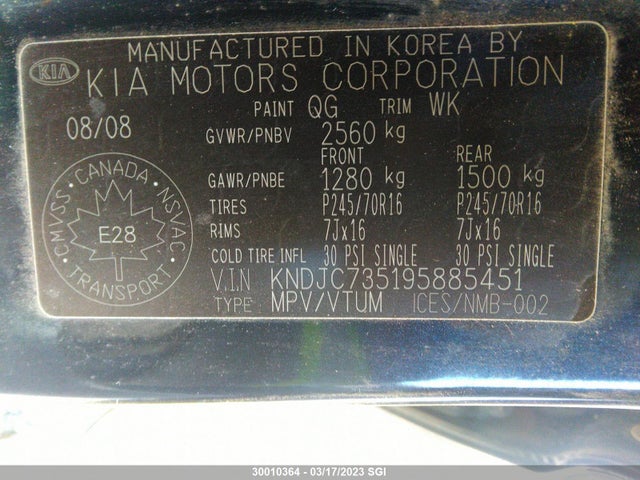 MANUFACTURED IN KOREA BY
KIA KIA MOTORS CORPORATION
PAINT QG TRIM WK
08/08
GVWR/PNBV 2560 kg
FRONT REAR
GAWR/PNBE 1280 kg 1500 kg
TIRES P245/70R16 P245/70R16
RIMS 7Jx16 7Jx16
COLD TIRE INFL 30 PSI SINGLE 30 PSI SINGLE
V.I.N KNDJC735195885451
TYPE MPV/VTUM ICES/NMB-002
CMVSS • CANADA • NSVAC
E28
• TRANSPORT •
30010364 - 03/17/2023 SGI